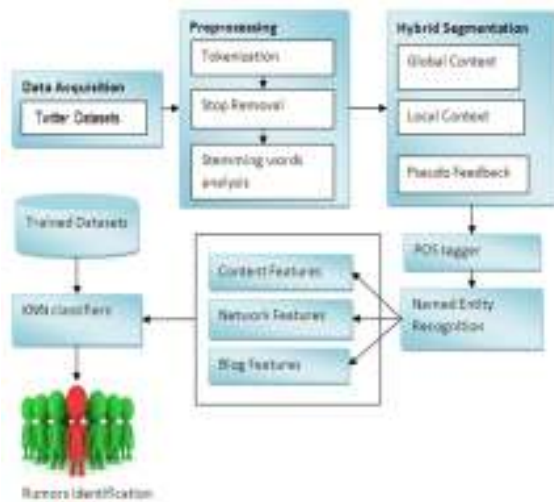 Preprocessing
Tokenization
Stop Removal
Stemming words
analysis
Hybrid Segmentation
Global Context
Local Context
Pseudo Feedback
Data Acquisition
Twitter Datasets
Trained Datasets
KNN classifiers
Rumors Identification
Content Features
Network Features
Blog Features
POS tagger
Named Entity
Recognition